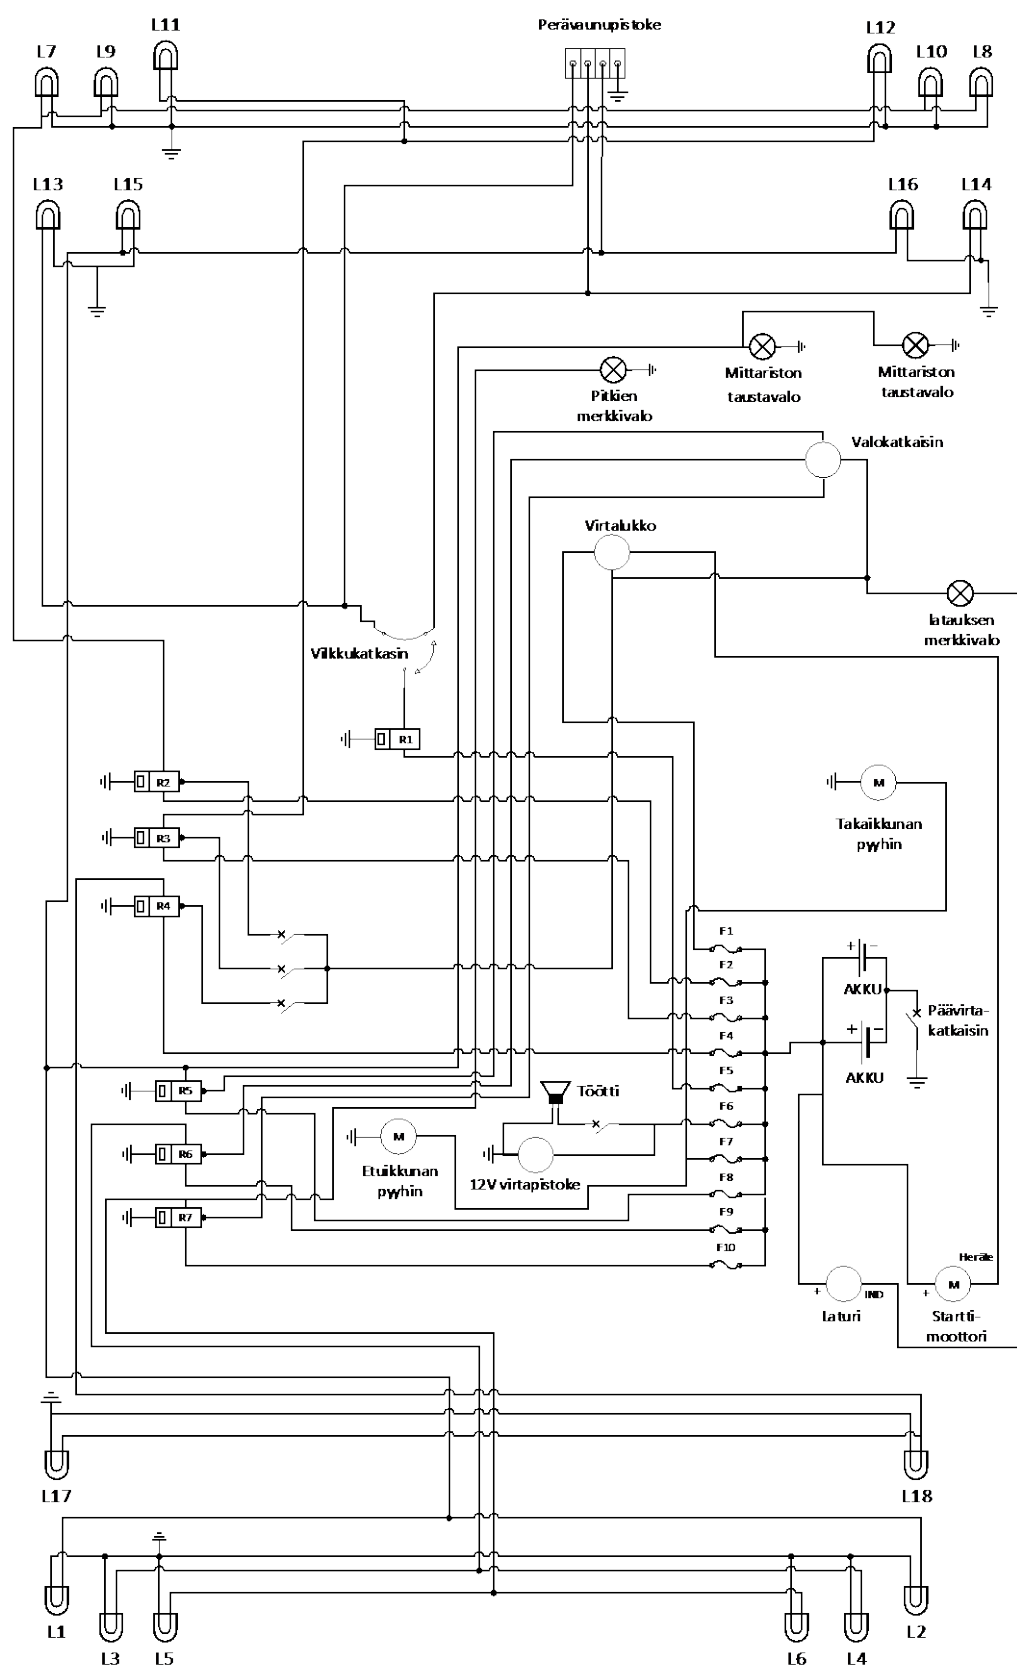 L11
Perävaunupistoke
L12
L7
L9
L10
L8
L13
L15
L16
L14
Mittariston
taustavalo
Mittariston
taustavalo
Pitkien
merkkivalo
Valokatkaisin
Virtalukko
latauksen
merkkivalo
Vilkkukatkasin
R1
R2
M
R3
Takaikkunan
pyyhin
R4
F1
F2
+
-
AKKU
F3
Päävirta-
katkaisin
F4
+
-
AKKU
F5
R5
Töötti
F6
M
R6
F7
Etuikkunan
pyyhin
12V virtapistoke
F8
R7
F9
F10
Heräte
M
+
IND
+
Laturi
Startti-
moottori
L17
L18
L1
L2
L3
L5
L6
L4